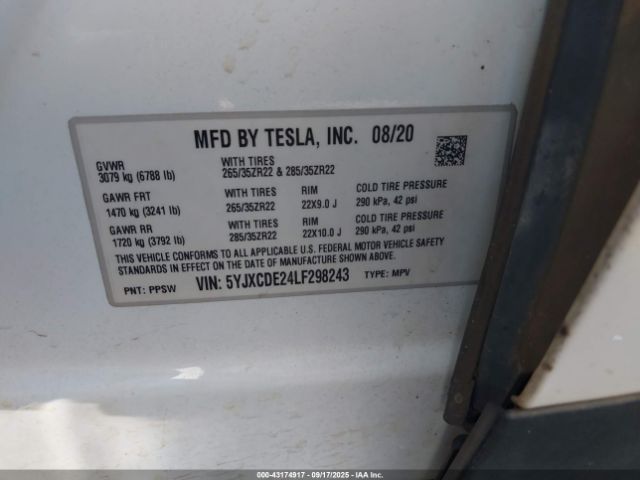 MFD BY TESLA, INC. 08/20
GVWR
3079 kg (6788 lb)
WITH TIRES
265/35ZR22 & 285/35ZR22
GAWR FRT
1470 kg (3241 lb)
WITH TIRES
265/35ZR22
RIM
22X9.0 J
COLD TIRE PRESSURE
290 kPa, 42 psi
GAWR RR
1720 kg (3792 lb)
WITH TIRES
285/35ZR22
RIM
22X10.0 J
COLD TIRE PRESSURE
290 kPa, 42 psi
THIS VEHICLE CONFORMS TO ALL APPLICABLE U.S. FEDERAL MOTOR VEHICLE SAFETY
STANDARDS IN EFFECT ON THE DATE OF MANUFACTURE SHOWN ABOVE.
PNT: PPSW VIN: 5YJXCDE24LF298243 TYPE: MPV
000-43174917 - 09/17/2025 - IAA